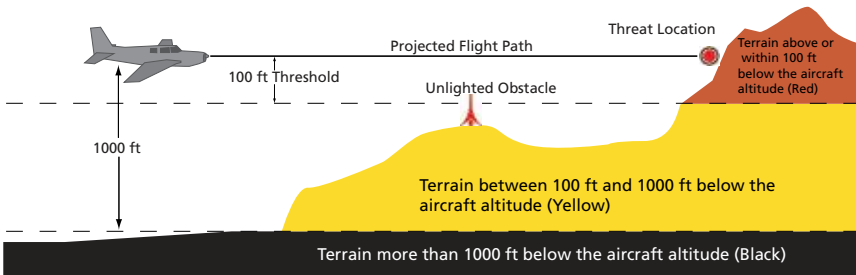 Threat Location
Projected Flight Path
Terrain above or
within 100 ft
below the aircraft
altitude (Red)
100 ft Threshold
Unlighted Obstacle
1000 ft
Terrain between 100 ft and 1000 ft below the
aircraft altitude (Yellow)
Terrain more than 1000 ft below the aircraft altitude (Black)